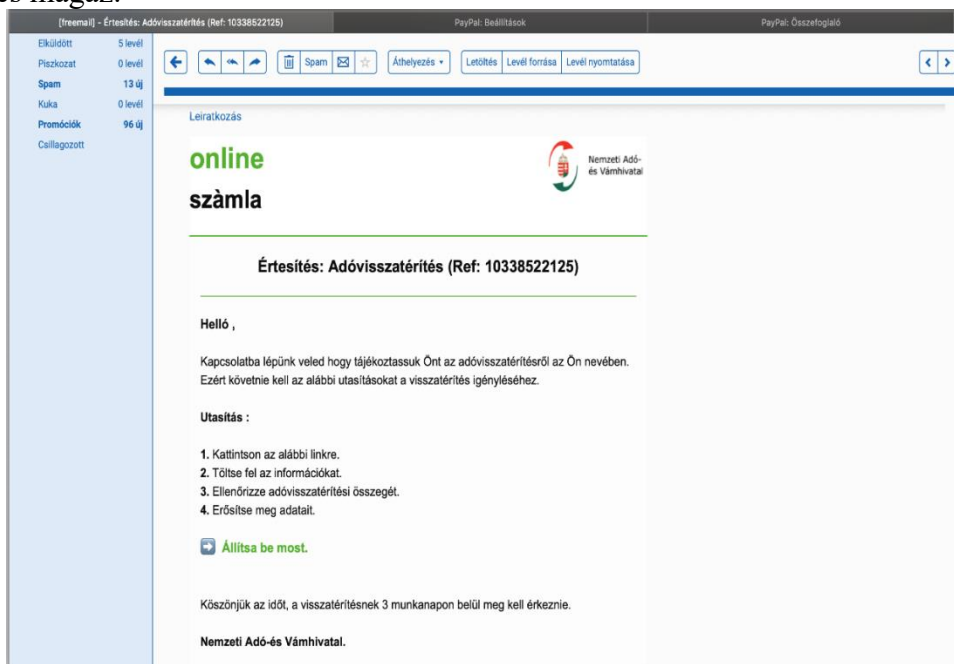 és magáz.
[freemail] - Értesítés: Adóvisszatérítés (Ref: 10338522125)
PayPal: Beállítások
PayPal: Összefoglaló
Elküldött 5 levél
Piszkozat 0 levél
Spam 13 új
Kuka 0 levél
Promóciók 96 új
Csillagozott
Spam
Áthelyezés
Letöltés
Levél forrása
Levél nyomtatása
Leiratkozás
online
szàmla
Nemzeti Adó-
és Vámhivatal
Értesítés: Adóvisszatérítés (Ref: 10338522125)
Helló ,
Kapcsolatba lépünk veled hogy tájékoztassuk Önt az adóvisszatérítésről az Ön nevében.
Ezért követnie kell az alábbi utasításokat a visszatérítés igényléséhez.
Utasítás :
1. Kattintson az alábbi linkre.
2. Töltse fel az információkat.
3. Ellenőrizze adóvisszatérítési összegét.
4. Erősítse meg adatait.
Állítsa be most.
Köszönjük az időt, a visszatérítésnek 3 munkanapon belül meg kell érkeznie.
Nemzeti Adó-és Vámhivatal.